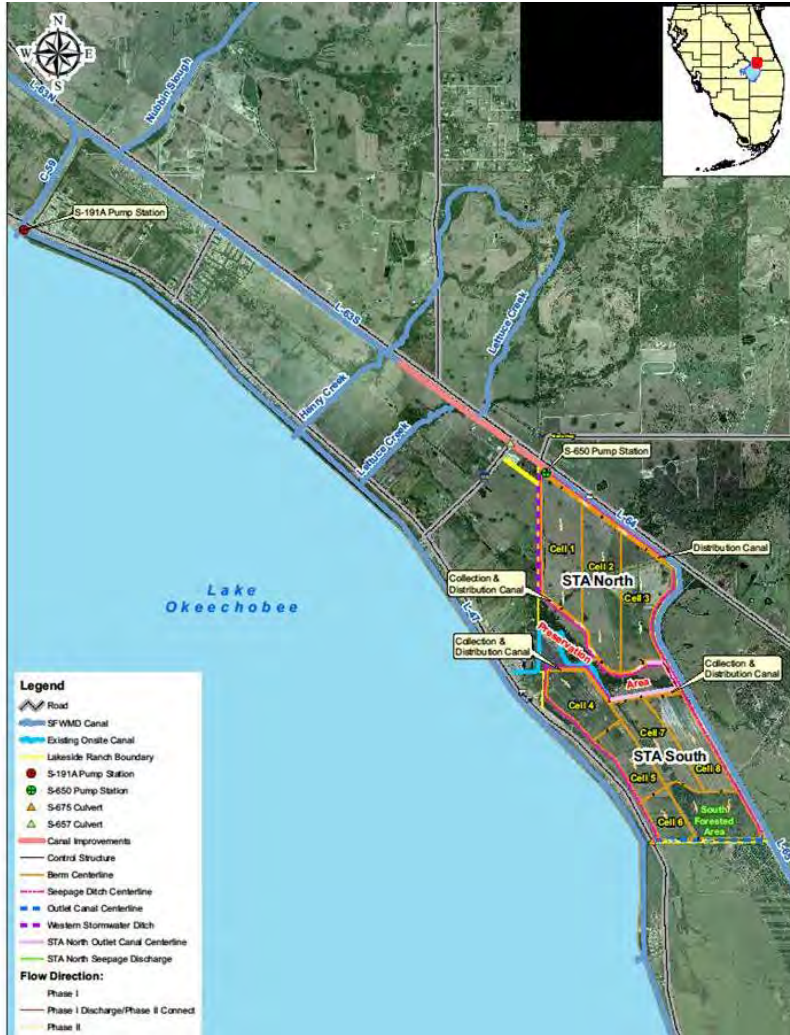 N
W
E
S
L-63N
Nubbin Slough
C-59
S-191A Pump Station
L-63S
Henry Creek
Lettuce Creek
Lettuce Creek
S-650 Pump Station
L-64
Distribution Canal
Cell 1
Cell 2
Cell 3
STA North
Collection &
Distribution Canal
Lake
Okeechobee
L-47
Preservation
Area
Collection &
Distribution Canal
Collection &
Distribution Canal
Cell 4
Cell 7
STA South
Cell 5
Cell 8
South
Forested
Area
Cell 6
Legend
Road
SFWMD Canal
Existing Onsite Canal
Lakeside Ranch Boundary
S-191A Pump Station
S-650 Pump Station
S-675 Culvert
S-657 Culvert
Canal Improvements
Control Structure
Berm Centerline
Seepage Ditch Centerline
Outlet Canal Centerline
Western Stormwater Ditch
STA North Outlet Canal Centerline
STA North Seepage Discharge
Flow Direction:
Phase I
Phase I Discharge/Phase II Connect
Phase II